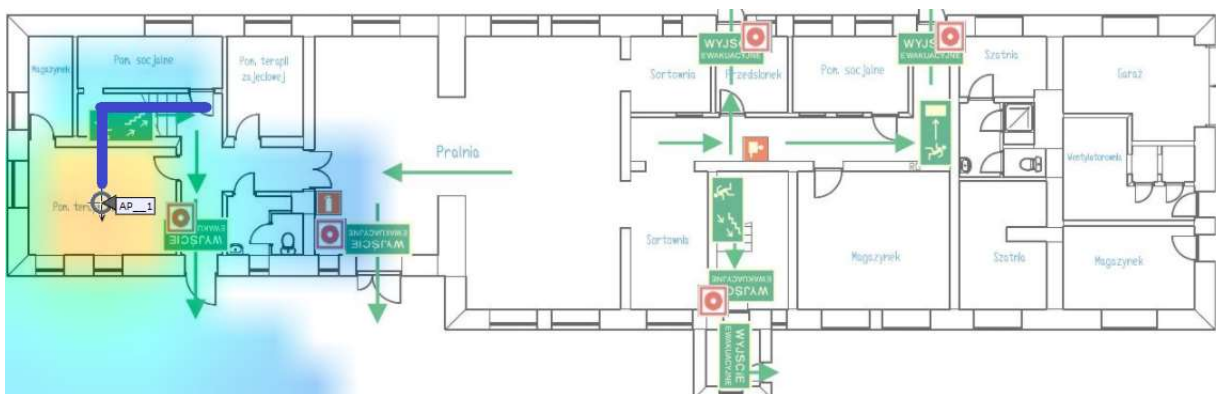 WYJŚCIE
EWAKUACYJNE
WYJŚCIE
EWAKUACYJNE
Pom. socjalne
Pom. terapii
zajęciowej
Magazynek
Sortownia
Przedsionek
Pom. socjalne
Szatnia
Garaż
Pralnia
Wentylatorownia
AP__1
WYJŚCIE
WYJŚCIE
EWAKUACYJNE
Sortownia
Magazynek
Szatnia
Magazynek
WYJŚCIE
EWAKUACYJNE
WYJŚCIE
EWAKUACYJNE